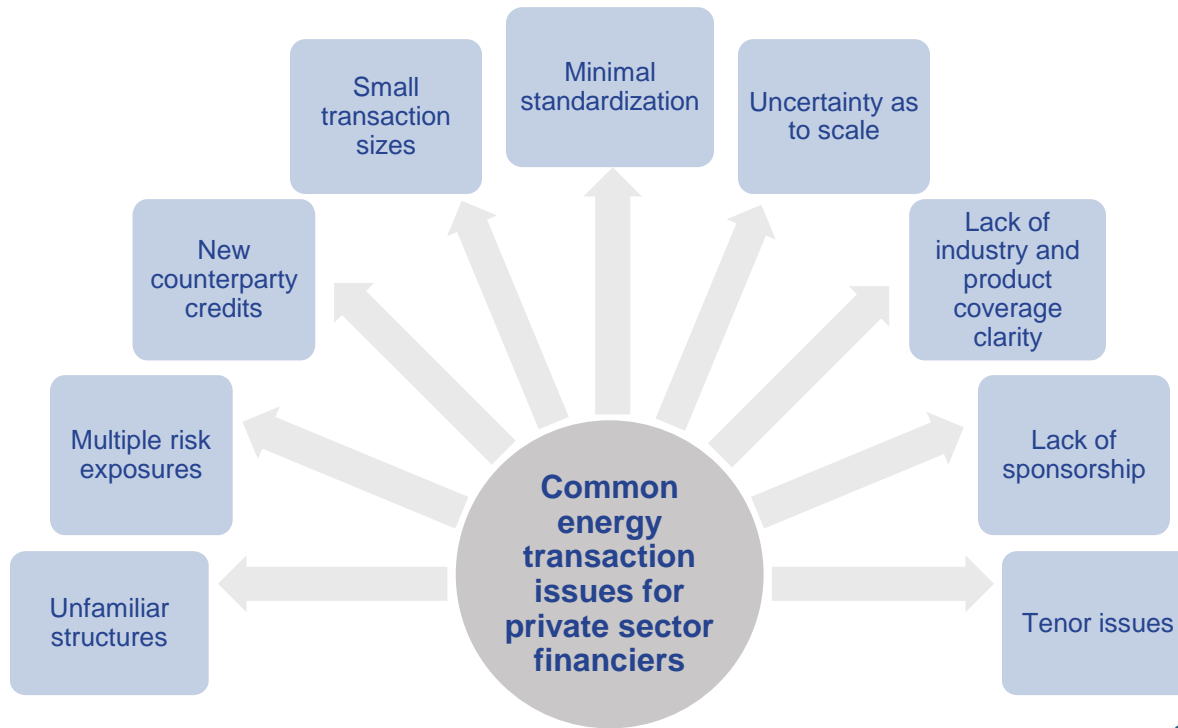 Minimal
standardization
Small
transaction
sizes
Uncertainty as
to scale
New
counterparty
credits
Lack of
industry and
product
coverage
clarity
Multiple risk
exposures
Lack of
sponsorship
Unfamiliar
structures
Tenor issues
Common
energy
transaction
issues for
private sector
financiers